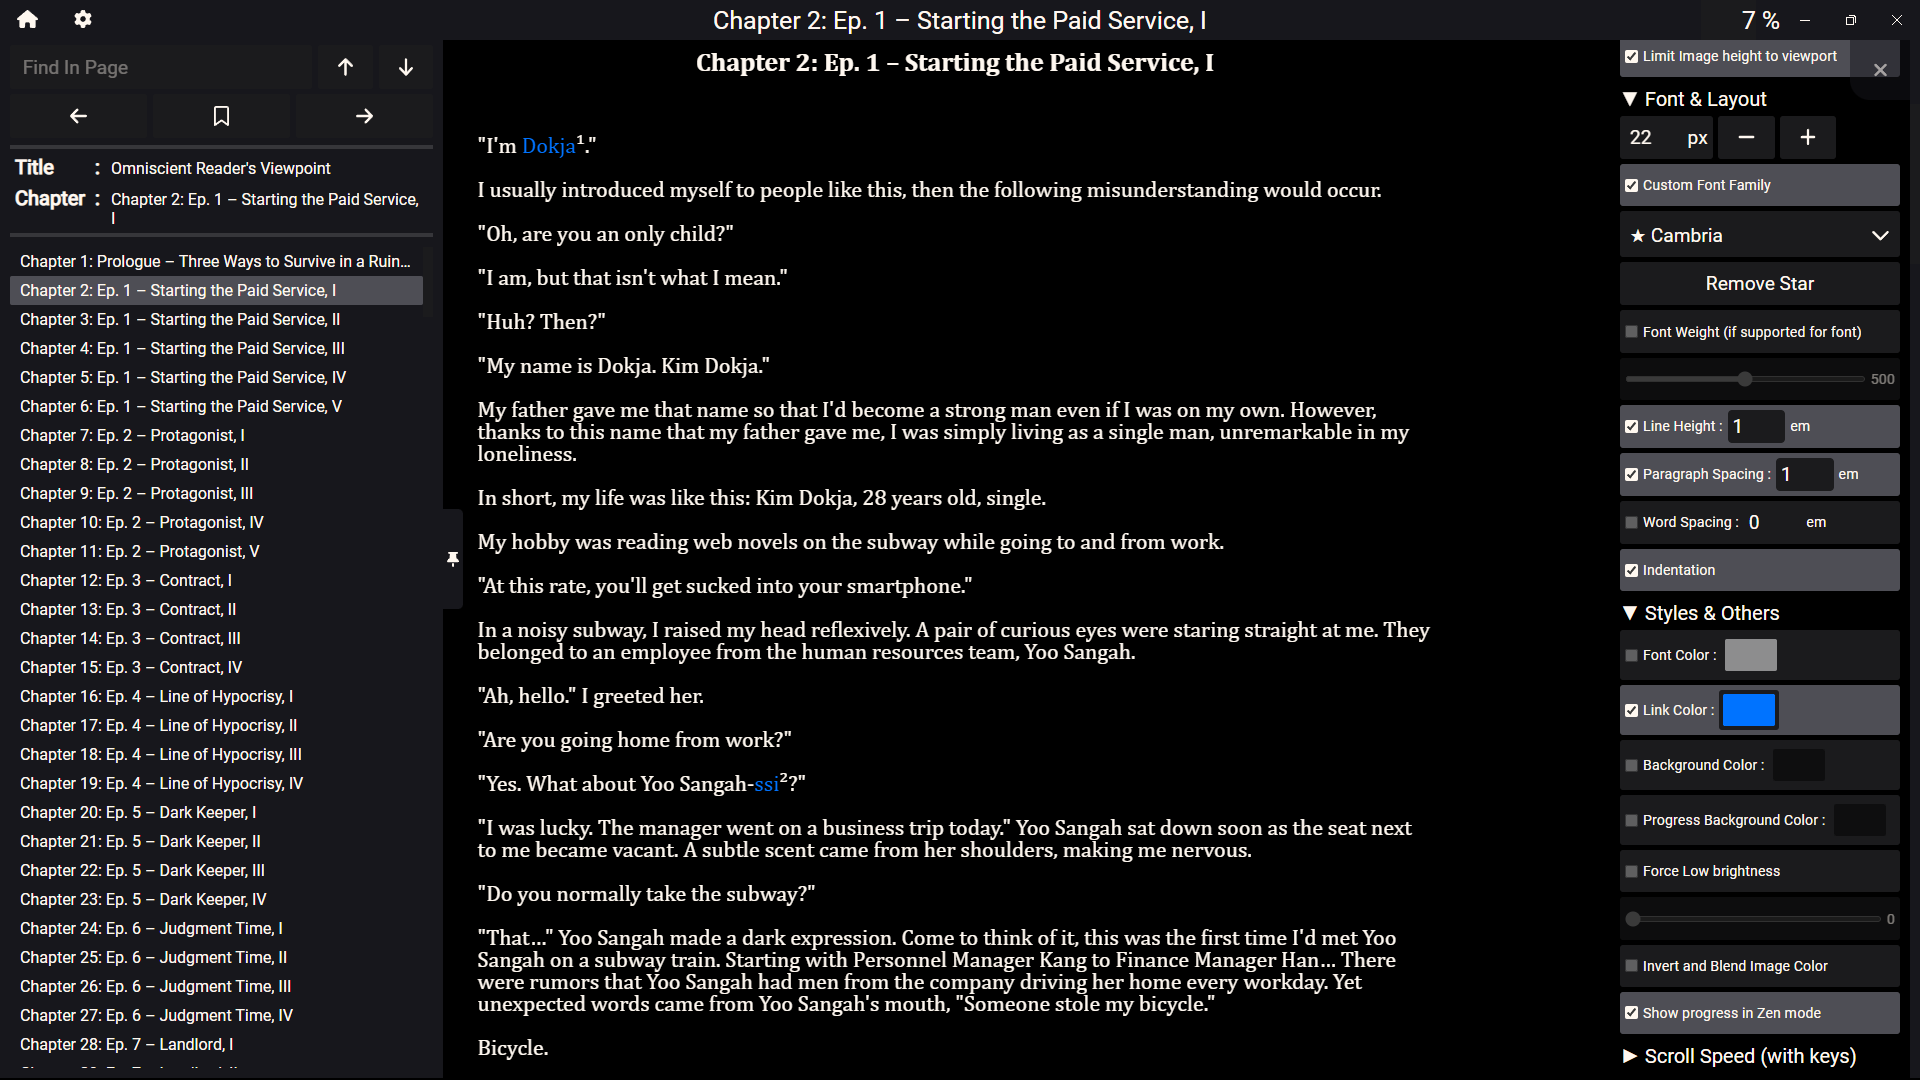 Chapter 2: Ep. 1 – Starting the Paid Service, I
7 %
Find In Page
Title : Omniscient Reader's Viewpoint
Chapter : Chapter 2: Ep. 1 – Starting the Paid Service,
I
Chapter 1: Prologue – Three Ways to Survive in a Ruin...
Chapter 2: Ep. 1 – Starting the Paid Service, I
Chapter 3: Ep. 1 – Starting the Paid Service, II
Chapter 4: Ep. 1 – Starting the Paid Service, III
Chapter 5: Ep. 1 – Starting the Paid Service, IV
Chapter 6: Ep. 1 – Starting the Paid Service, V
Chapter 7: Ep. 2 – Protagonist, I
Chapter 8: Ep. 2 – Protagonist, II
Chapter 9: Ep. 2 – Protagonist, III
Chapter 10: Ep. 2 – Protagonist, IV
Chapter 11: Ep. 2 – Protagonist, V
Chapter 12: Ep. 3 – Contract, I
Chapter 13: Ep. 3 – Contract, II
Chapter 14: Ep. 3 – Contract, III
Chapter 15: Ep. 3 – Contract, IV
Chapter 16: Ep. 4 – Line of Hypocrisy, I
Chapter 17: Ep. 4 – Line of Hypocrisy, II
Chapter 18: Ep. 4 – Line of Hypocrisy, III
Chapter 19: Ep. 4 – Line of Hypocrisy, IV
Chapter 20: Ep. 5 – Dark Keeper, I
Chapter 21: Ep. 5 – Dark Keeper, II
Chapter 22: Ep. 5 – Dark Keeper, III
Chapter 23: Ep. 5 – Dark Keeper, IV
Chapter 24: Ep. 6 – Judgment Time, I
Chapter 25: Ep. 6 – Judgment Time, II
Chapter 26: Ep. 6 – Judgment Time, III
Chapter 27: Ep. 6 – Judgment Time, IV
Chapter 28: Ep. 7 – Landlord, I
Chapter 2: Ep. 1 – Starting the Paid Service, I
"I'm Dokja¹."
I usually introduced myself to people like this, then the following misunderstanding would occur.
"Oh, are you an only child?"
"I am, but that isn't what I mean."
"Huh? Then?"
"My name is Dokja. Kim Dokja."
My father gave me that name so that I'd become a strong man even if I was on my own. However,
thanks to this name that my father gave me, I was simply living as a single man, unremarkable in my
loneliness.
In short, my life was like this: Kim Dokja, 28 years old, single.
My hobby was reading web novels on the subway while going to and from work.
"At this rate, you'll get sucked into your smartphone."
In a noisy subway, I raised my head reflexively. A pair of curious eyes were staring straight at me. They
belonged to an employee from the human resources team, Yoo Sangah.
"Ah, hello." I greeted her.
"Are you going home from work?"
"Yes. What about Yoo Sangah-ssi²?"
"I was lucky. The manager went on a business trip today." Yoo Sangah sat down soon as the seat next
to me became vacant. A subtle scent came from her shoulders, making me nervous.
"Do you normally take the subway?"
"That..." Yoo Sangah made a dark expression. Come to think of it, this was the first time I'd met Yoo
Sangah on a subway train. Starting with Personnel Manager Kang to Finance Manager Han... There
were rumors that Yoo Sangah had men from the company driving her home every workday. Yet
unexpected words came from Yoo Sangah's mouth, "Someone stole my bicycle."
Bicycle.
Limit Image height to viewport
▼ Font & Layout
22 px − +
Custom Font Family
★ Cambria
Remove Star
Font Weight (if supported for font)
500
Line Height : 1 em
Paragraph Spacing : 1 em
Word Spacing : 0 em
Indentation
▼ Styles & Others
Font Color :
Link Color :
Background Color :
Progress Background Color :
Force Low brightness
0
Invert and Blend Image Color
Show progress in Zen mode
▶ Scroll Speed (with keys)